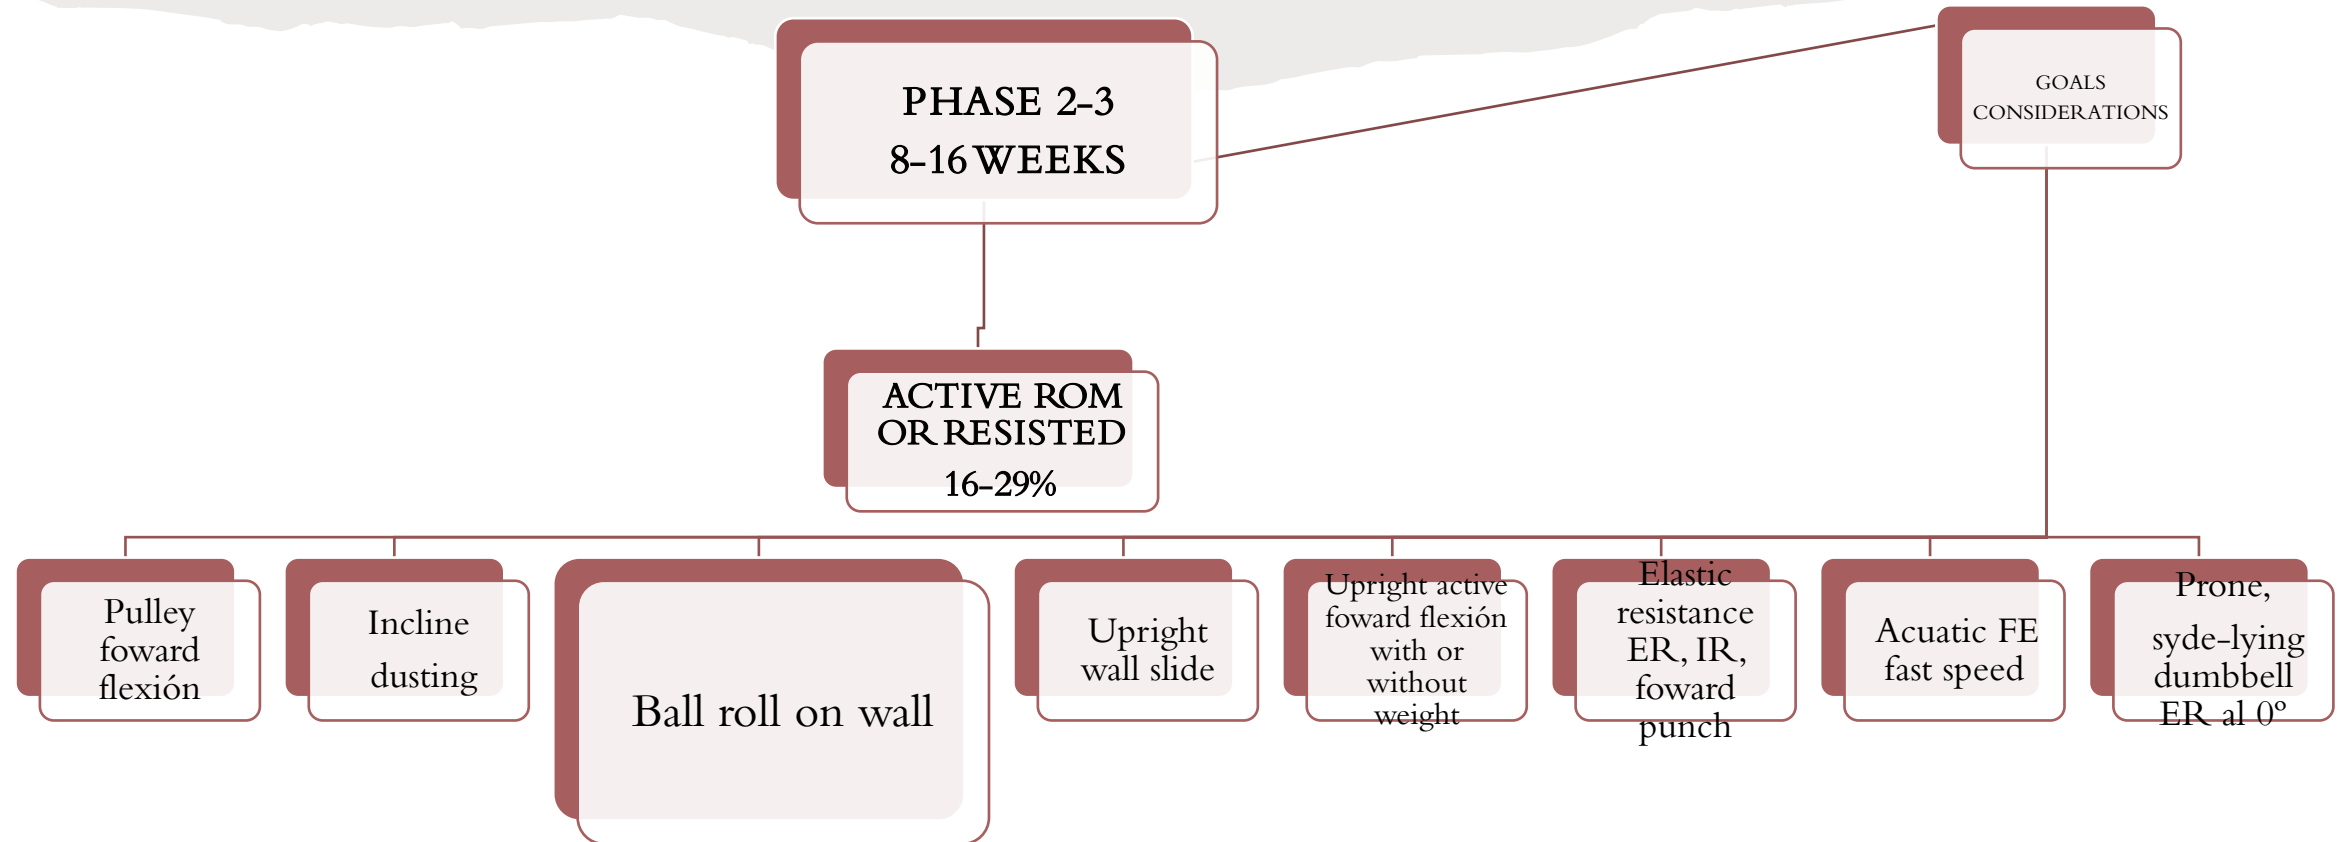 PHASE 2-3
8-16 WEEKS
GOALS
CONSIDERATIONS
ACTIVE ROM
OR RESISTED
16-29%
Pulley
foward
flexión
Incline
dusting
Ball roll on wall
Upright
wall slide
Upright active
foward flexión
with or
without
weight
Elastic
resistance
ER, IR,
foward
punch
Acuatic FE
fast speed
Prone,
syde-lying
dumbbell
ER al 0º